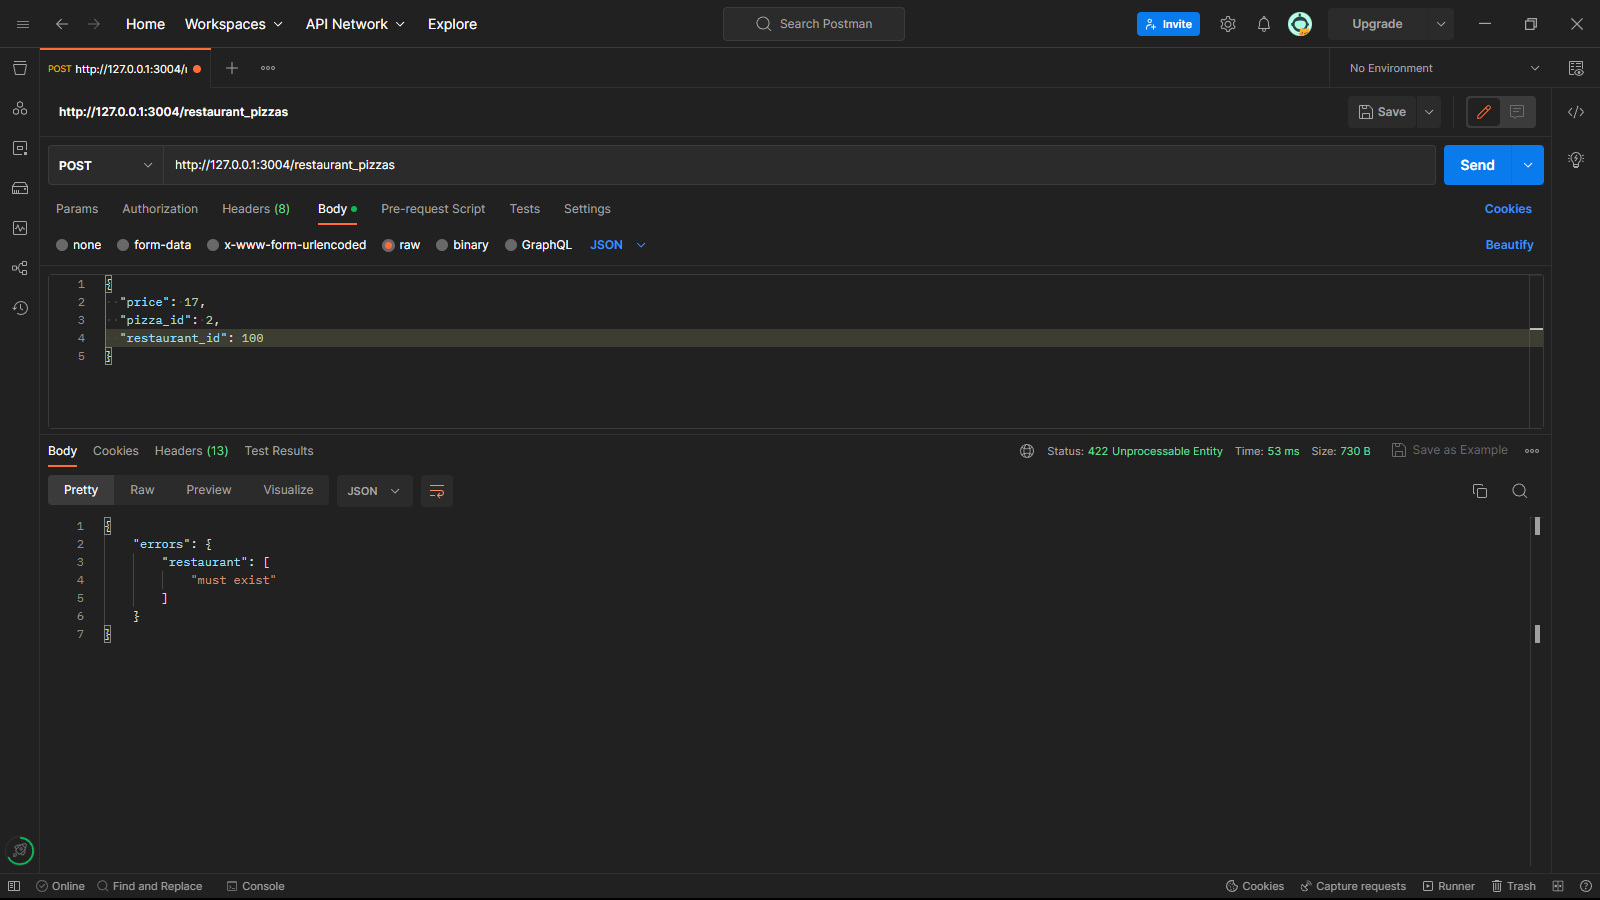 Home Workspaces API Network Explore Search Postman Invite Upgrade
POST http://127.0.0.1:3004/ No Environment
http://127.0.0.1:3004/restaurant_pizzas Save
POST http://127.0.0.1:3004/restaurant_pizzas Send
Params Authorization Headers (8) Body Pre-request Script Tests Settings Cookies
none form-data x-www-form-urlencoded raw binary GraphQL JSON Beautify
1 {
2 "price": 17,
3 "pizza_id": 2,
4 "restaurant_id": 100
5 }
Body Cookies Headers (13) Test Results Status: 422 Unprocessable Entity Time: 53 ms Size: 730 B Save as Example
Pretty Raw Preview Visualize JSON
1 {
2 "errors": {
3 "restaurant": [
4 "must exist"
5 ]
6 }
7 }
Online Find and Replace Console Cookies Capture requests Runner Trash